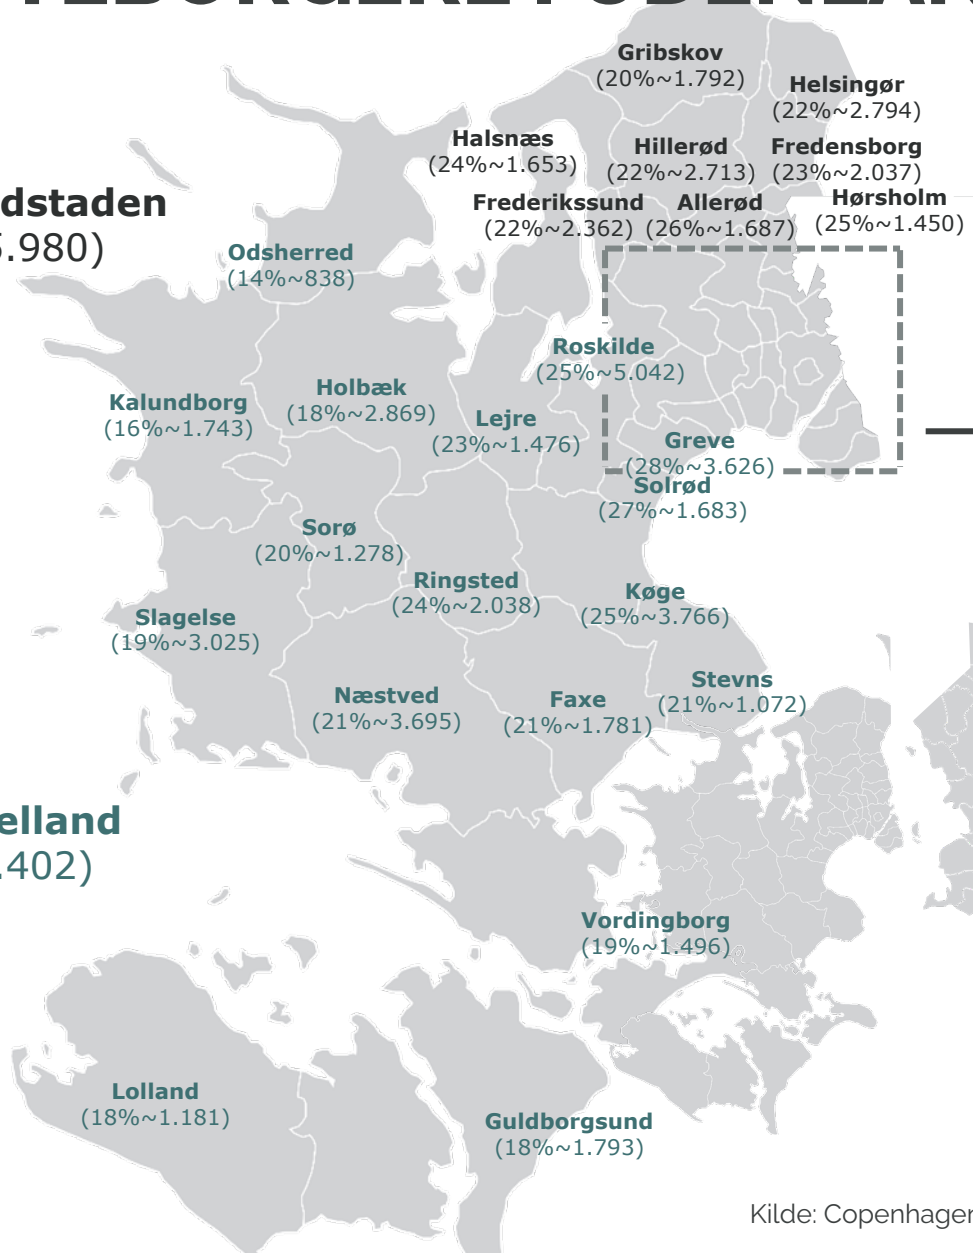 Gribskov
(20%~1.792)
Helsingør
(22%~2.794)
Halsnæs
(24%~1.653)
Hillerød
(22%~2.713)
Fredensborg
(23%~2.037)
dstaden
.980)
Frederikssund
(22%~2.362)
Allerød
(26%~1.687)
Hørsholm
(25%~1.450)
Odsherred
(14%~838)
Roskilde
(25%~5.042)
Kalundborg
(16%~1.743)
Holbæk
(18%~2.869)
Lejre
(23%~1.476)
Greve
(28%~3.626)
Solrød
(27%~1.683)
Sorø
(20%~1.278)
Ringsted
(24%~2.038)
Køge
(25%~3.766)
Slagelse
(19%~3.025)
Næstved
(21%~3.695)
Faxe
(21%~1.781)
Stevns
(21%~1.072)
elland
.402)
Vordingborg
(19%~1.496)
Lolland
(18%~1.181)
Guldborgsund
(18%~1.793)
Kilde: Copenhagen